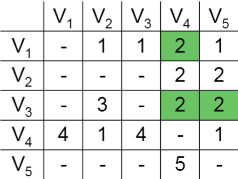 V1 V2 V3 V4 V5
V1 - 1 1 2 1
V2 - - - 2 2
V3 - 3 - 2 2
V4 4 1 4 - 1
V5 - - - 5 -